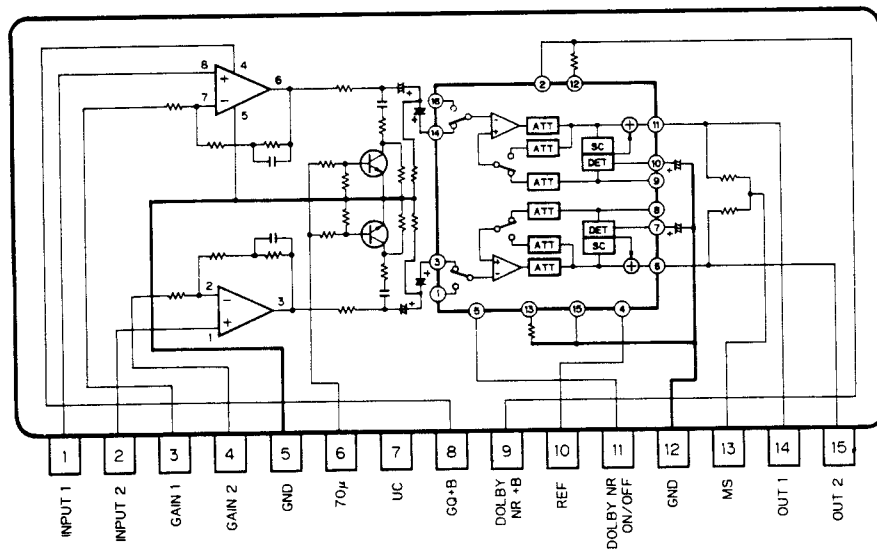 4
8
+
6
7
−
5
2
12
16
14
ATT
ATT
ATT
SC
DET
+
11
10
9
ATT
ATT
ATT
DET
SC
+
8
7
6
3
1
2
−
3
+
1
5
13
15
4
1
2
3
4
5
6
7
8
9
10
11
12
13
14
15
INPUT 1
INPUT 2
GAIN 1
GAIN 2
GND
70μ
UC
GQ+B
DOLBY
NR +B
REF
DOLBY NR
ON/OFF
GND
MS
OUT 1
OUT 2